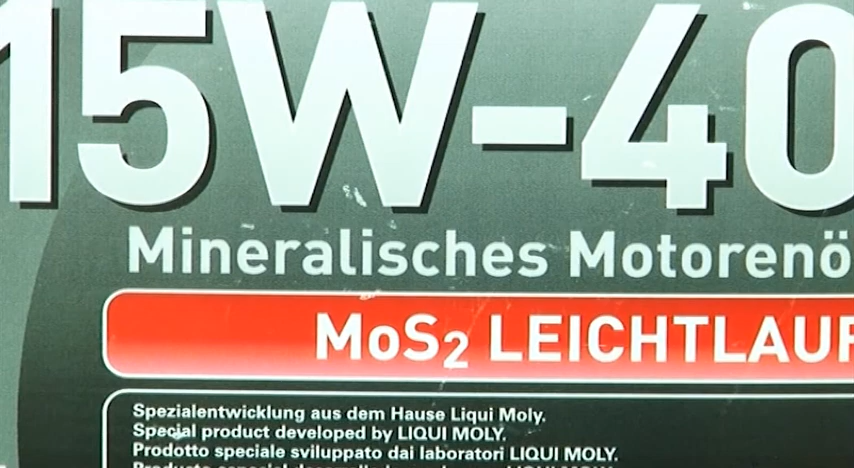 15W-40
Mineralisches Motorenö
MoS₂ LEICHTLAUF
Spezialentwicklung aus dem Hause Liqui Moly.
Special product developed by LIQUI MOLY.
Prodotto speciale sviluppato dai laboratori LIQUI MOLY.